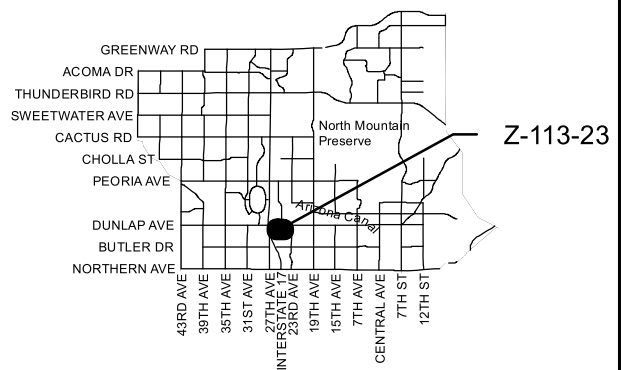 GREENWAY RD
ACOMA DR
THUNDERBIRD RD
SWEETWATER AVE
CACTUS RD
CHOLLA ST
PEORIA AVE
DUNLAP AVE
BUTLER DR
NORTHERN AVE
North Mountain
Preserve
Z-113-23
Arizona Canal
43RD AVE
39TH AVE
35TH AVE
31ST AVE
27TH AVE
INTERSTATE 17
23RD AVE
19TH AVE
15TH AVE
7TH AVE
CENTRAL AVE
7TH ST
12TH ST